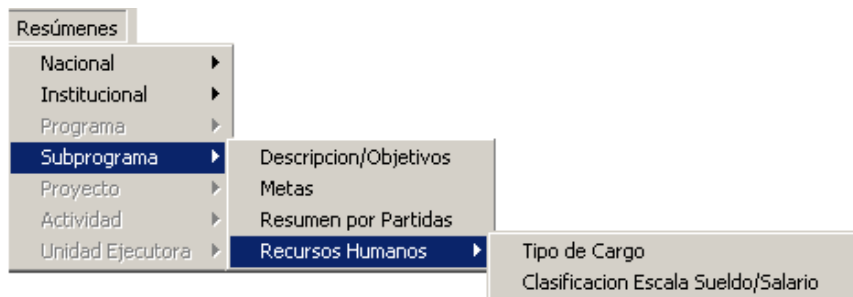 Resúmenes
Nacional
Institucional
Programa
Subprograma
Proyecto
Actividad
Unidad Ejecutora
Descripcion/Objetivos
Metas
Resumen por Partidas
Recursos Humanos
Tipo de Cargo
Clasificacion Escala Sueldo/Salario